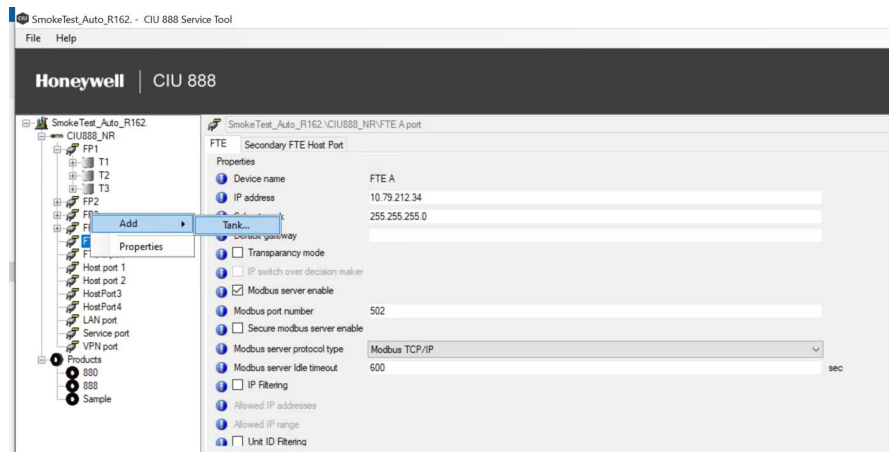 SmokeTest_Auto_R162. - CIU 888 Service Tool
File Help
Honeywell | CIU 888
SmokeTest_Auto_R162.
CIU888_NR
FP1
T1
T2
T3
FP2
Add
Tank...
Properties
Host port 1
Host port 2
HostPort3
HostPort4
LAN port
Service port
VPN port
Products
880
888
Sample
SmokeTest_Auto_R162.\CIU888_NR\FTE A port
FTE Secondary FTE Host Port
Properties
Device name FTE A
IP address 10.79.212.34
255.255.255.0
Transparancy mode
IP switch over decision maker
Modbus server enable
Modbus port number 502
Secure modbus server enable
Modbus server protocol type Modbus TCP/IP
Modbus server Idle timeout 600 sec
IP Filtering
Allowed IP addresses
Allowed IP range
Unit ID Filtering